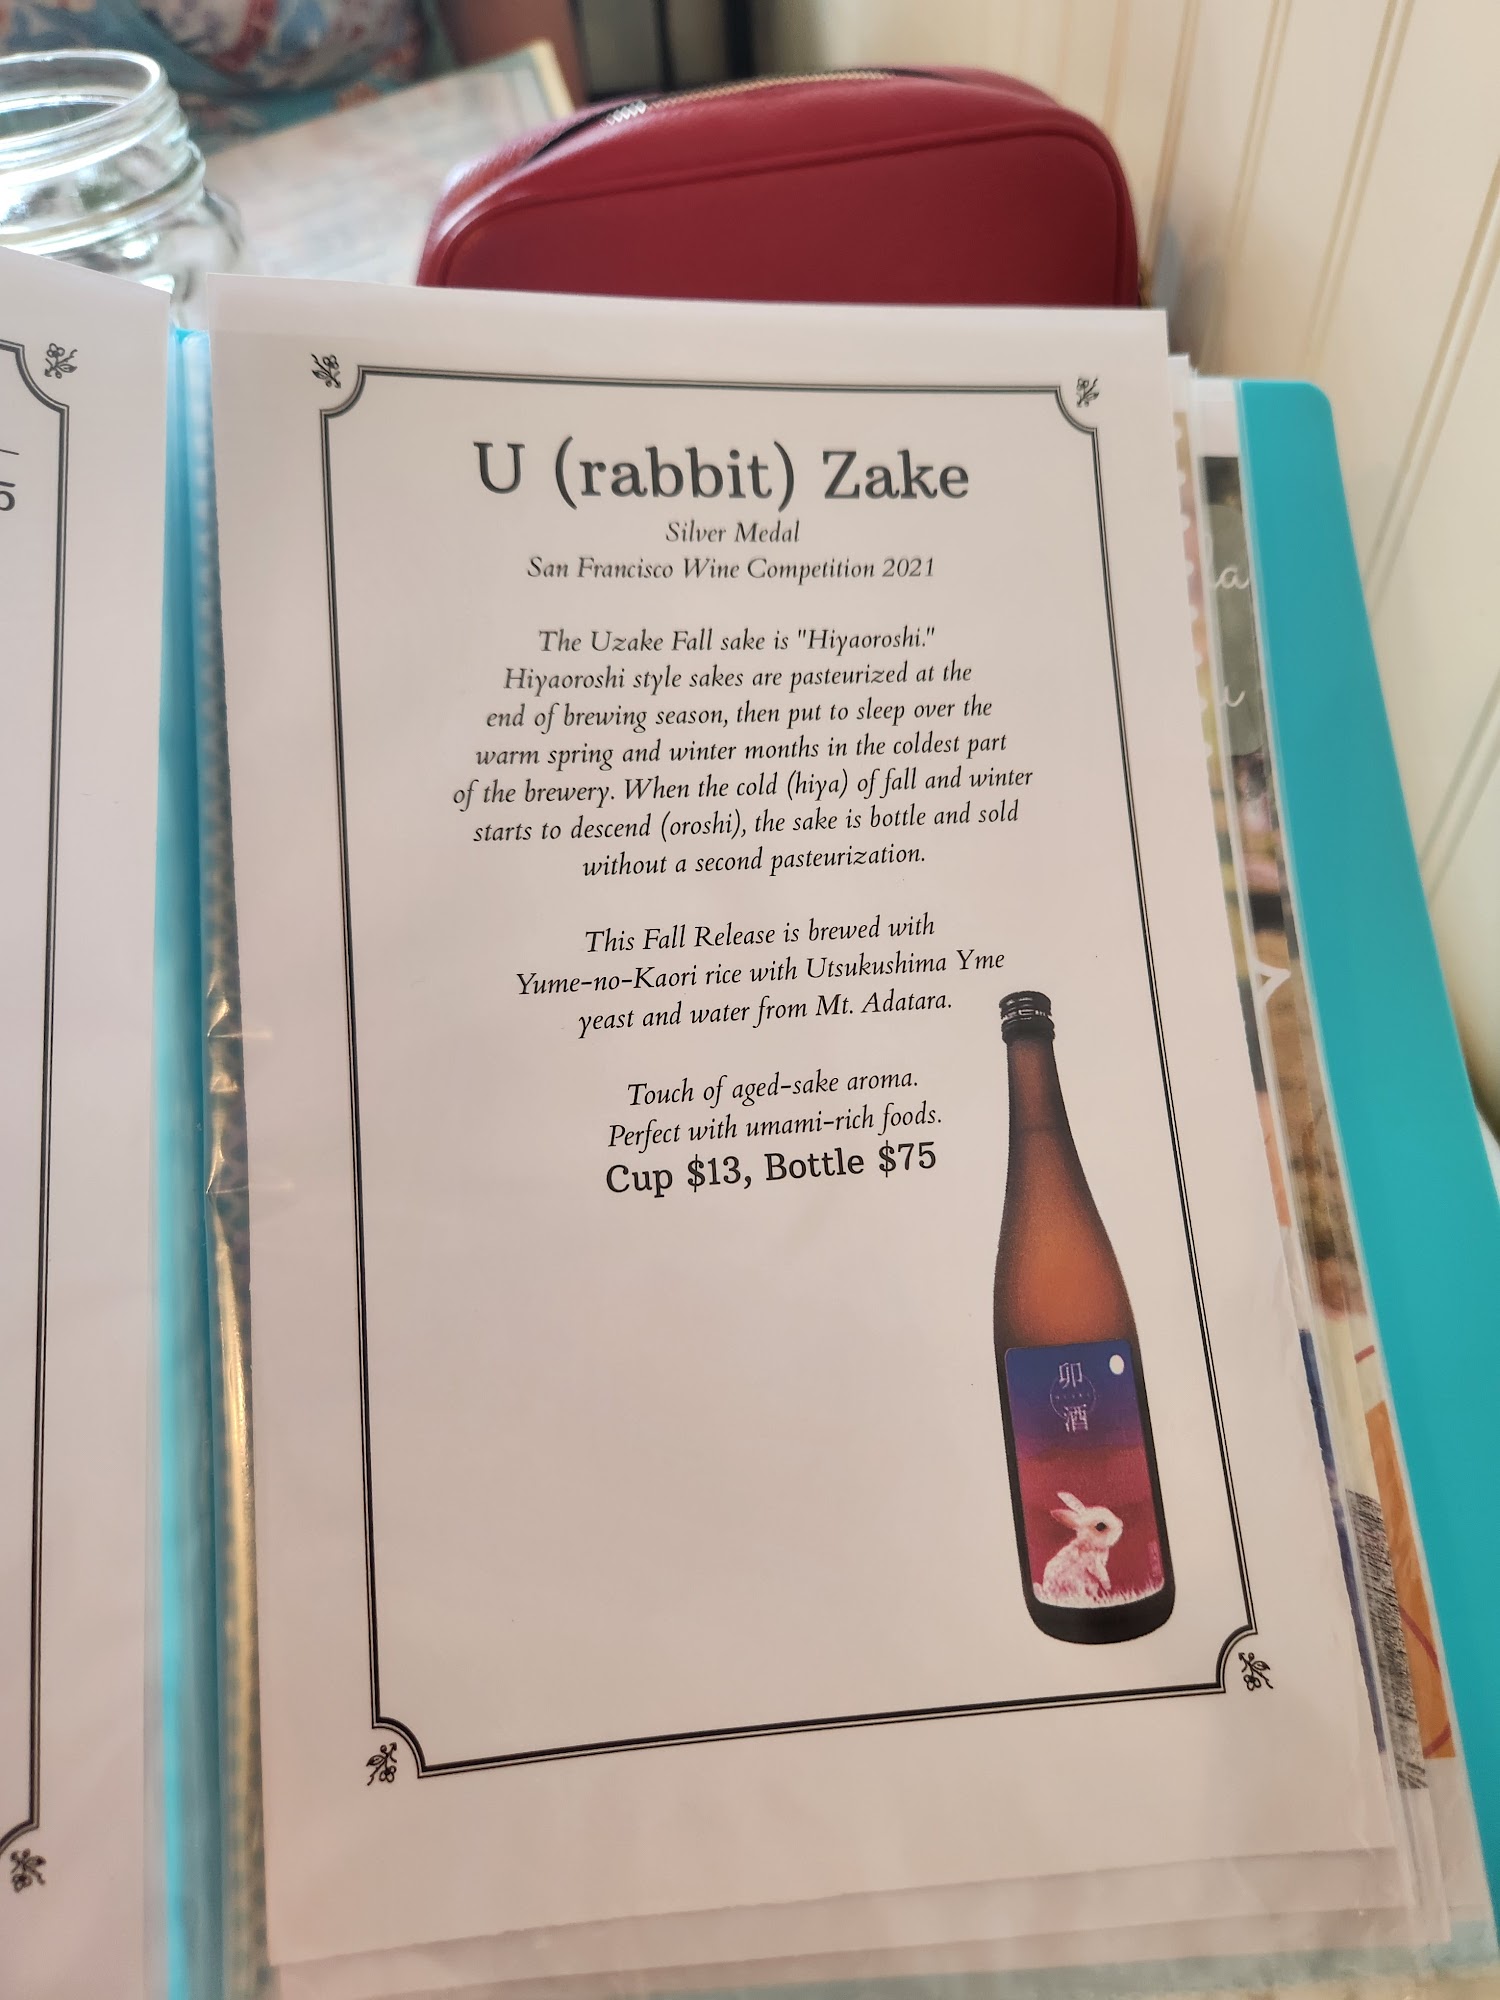 5
U (rabbit) Zake
Silver Medal
San Francisco Wine Competition 2021
The Uzake Fall sake is "Hiyaoroshi."
Hiyaoroshi style sakes are pasteurized at the
end of brewing season, then put to sleep over the
warm spring and winter months in the coldest part
of the brewery. When the cold (hiya) of fall and winter
starts to descend (oroshi), the sake is bottle and sold
without a second pasteurization.
This Fall Release is brewed with
Yume-no-Kaori rice with Utsukushima Yme
yeast and water from Mt. Adatara.
Touch of aged-sake aroma.
Perfect with umami-rich foods.
Cup $13, Bottle $75
卯
酒